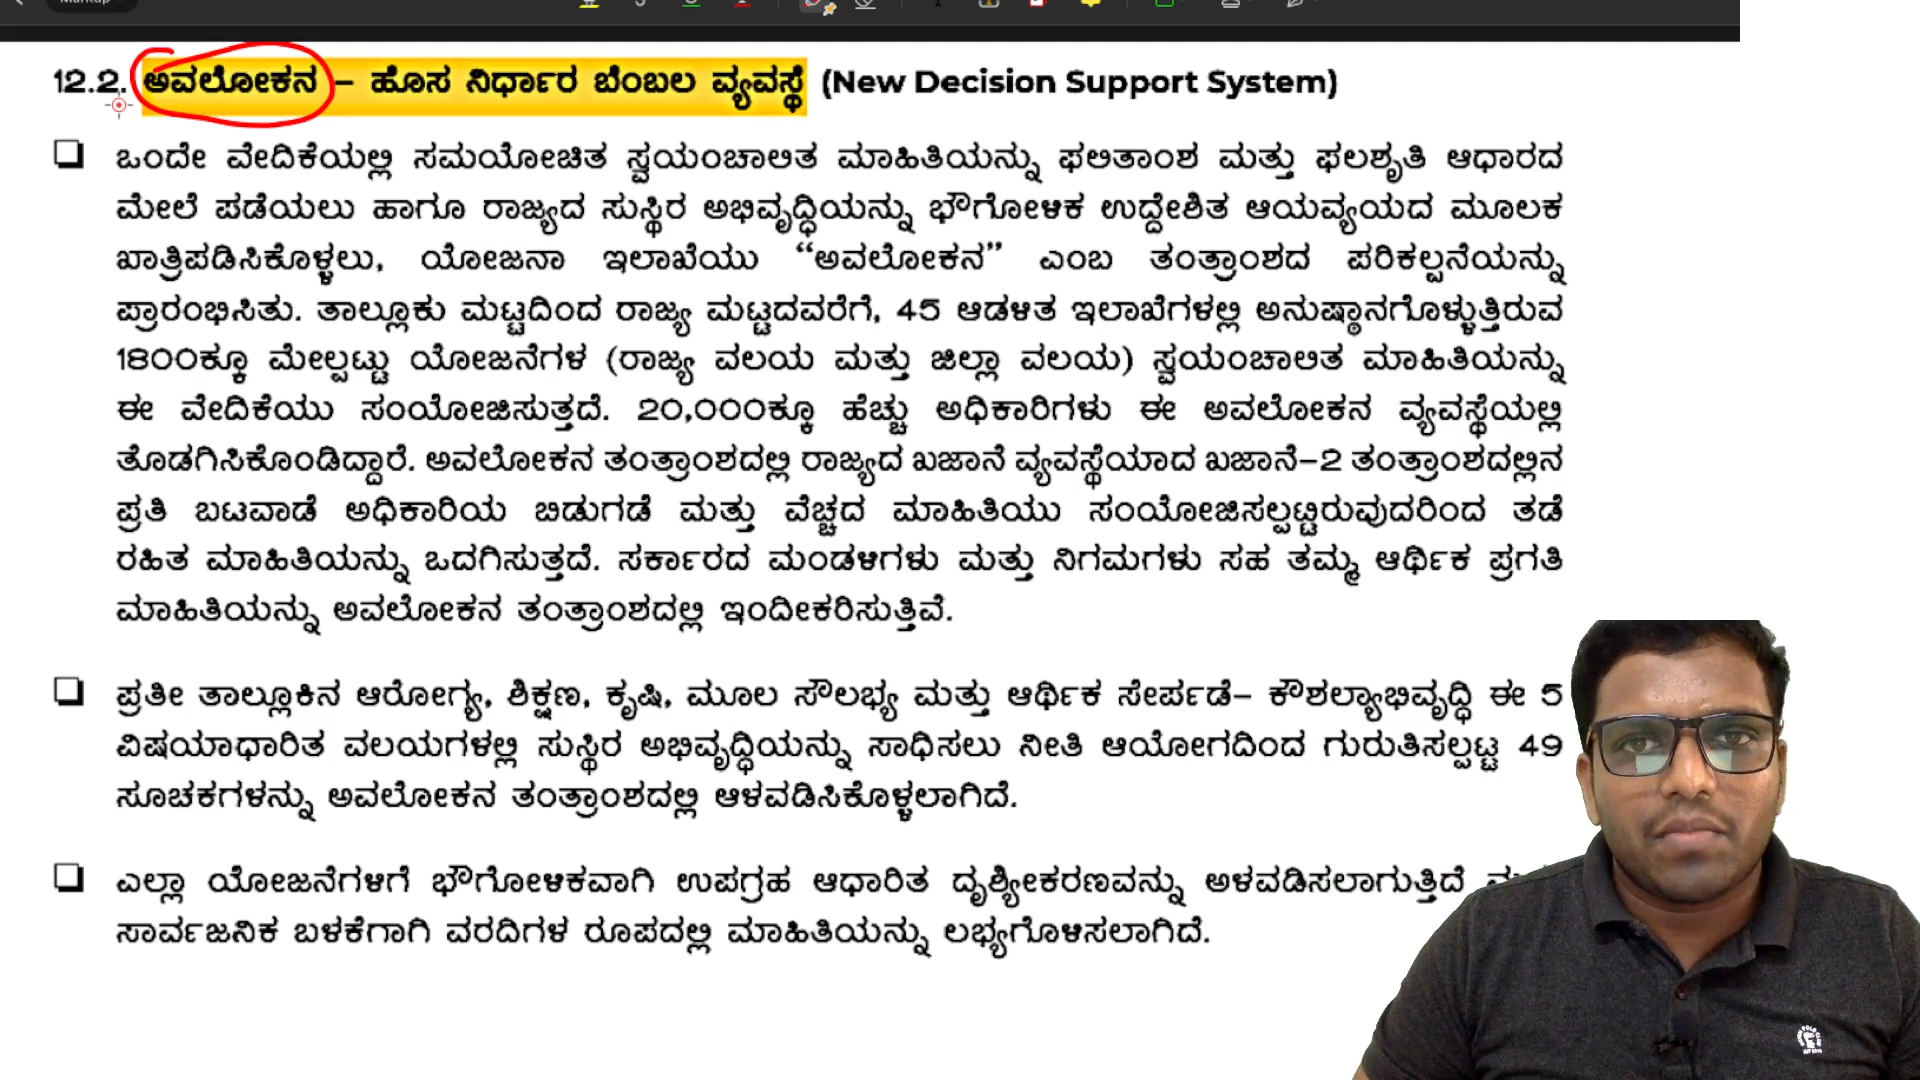 12.2. ಅವಲೋಕನ – ಹೊಸ ನಿರ್ಧಾರ ಬೆಂಬಲ ವ್ಯವಸ್ಥೆ (New Decision Support System)
❑ ಒಂದೇ ವೇದಿಕೆಯಲ್ಲಿ ಸಮಯೋಚಿತ ಸ್ವಯಂಚಾಲಿತ ಮಾಹಿತಿಯನ್ನು ಫಲಿತಾಂಶ ಮತ್ತು ಫಲಶೃತಿ ಆಧಾರದ
ಮೇಲೆ ಪಡೆಯಲು ಹಾಗೂ ರಾಜ್ಯದ ಸುಸ್ಥಿರ ಅಭಿವೃದ್ಧಿಯನ್ನು ಭೌಗೋಳಿಕ ಉದ್ದೇಶಿತ ಆಯವ್ಯಯದ ಮೂಲಕ
ಖಾತ್ರಿಪಡಿಸಿಕೊಳ್ಳಲು, ಯೋಜನಾ ಇಲಾಖೆಯು “ಅವಲೋಕನ” ಎಂಬ ತಂತ್ರಾಂಶದ ಪರಿಕಲ್ಪನೆಯನ್ನು
ಪ್ರಾರಂಭಿಸಿತು. ತಾಲ್ಲೂಕು ಮಟ್ಟದಿಂದ ರಾಜ್ಯ ಮಟ್ಟದವರೆಗೆ, 45 ಆಡಳಿತ ಇಲಾಖೆಗಳಲ್ಲಿ ಅನುಷ್ಠಾನಗೊಳ್ಳುತ್ತಿರುವ
1800ಕ್ಕೂ ಮೇಲ್ಪಟ್ಟು ಯೋಜನೆಗಳ (ರಾಜ್ಯ ವಲಯ ಮತ್ತು ಜಿಲ್ಲಾ ವಲಯ) ಸ್ವಯಂಚಾಲಿತ ಮಾಹಿತಿಯನ್ನು
ಈ ವೇದಿಕೆಯು ಸಂಯೋಜಿಸುತ್ತದೆ. 20,000ಕ್ಕೂ ಹೆಚ್ಚು ಅಧಿಕಾರಿಗಳು ಈ ಅವಲೋಕನ ವ್ಯವಸ್ಥೆಯಲ್ಲಿ
ತೊಡಗಿಸಿಕೊಂಡಿದ್ದಾರೆ. ಅವಲೋಕನ ತಂತ್ರಾಂಶದಲ್ಲಿ ರಾಜ್ಯದ ಖಜಾನೆ ವ್ಯವಸ್ಥೆಯಾದ ಖಜಾನೆ-2 ತಂತ್ರಾಂಶದಲ್ಲಿನ
ಪ್ರತಿ ಬಟವಾಡೆ ಅಧಿಕಾರಿಯ ಬಿಡುಗಡೆ ಮತ್ತು ವೆಚ್ಚದ ಮಾಹಿತಿಯು ಸಂಯೋಜಿಸಲ್ಪಟ್ಟಿರುವುದರಿಂದ ತಡೆ
ರಹಿತ ಮಾಹಿತಿಯನ್ನು ಒದಗಿಸುತ್ತದೆ. ಸರ್ಕಾರದ ಮಂಡಳಿಗಳು ಮತ್ತು ನಿಗಮಗಳು ಸಹ ತಮ್ಮ ಆರ್ಥಿಕ ಪ್ರಗತಿ
ಮಾಹಿತಿಯನ್ನು ಅವಲೋಕನ ತಂತ್ರಾಂಶದಲ್ಲಿ ಇಂದೀಕರಿಸುತ್ತಿವೆ.
❑ ಪ್ರತೀ ತಾಲ್ಲೂಕಿನ ಆರೋಗ್ಯ, ಶಿಕ್ಷಣ, ಕೃಷಿ, ಮೂಲ ಸೌಲಭ್ಯ ಮತ್ತು ಆರ್ಥಿಕ ಸೇರ್ಪಡೆ- ಕೌಶಲ್ಯಾಭಿವೃದ್ಧಿ ಈ 5
ವಿಷಯಾಧಾರಿತ ವಲಯಗಳಲ್ಲಿ ಸುಸ್ಥಿರ ಅಭಿವೃದ್ಧಿಯನ್ನು ಸಾಧಿಸಲು ನೀತಿ ಆಯೋಗದಿಂದ ಗುರುತಿಸಲ್ಪಟ್ಟ 49
ಸೂಚಕಗಳನ್ನು ಅವಲೋಕನ ತಂತ್ರಾಂಶದಲ್ಲಿ ಆಳವಡಿಸಿಕೊಳ್ಳಲಾಗಿದೆ.
❑ ಎಲ್ಲಾ ಯೋಜನೆಗಳಿಗೆ ಭೌಗೋಳಿಕವಾಗಿ ಉಪಗ್ರಹ ಆಧಾರಿತ ದೃಶ್ಯೀಕರಣವನ್ನು ಅಳವಡಿಸಲಾಗುತ್ತಿದೆ
ಸಾರ್ವಜನಿಕ ಬಳಕೆಗಾಗಿ ವರದಿಗಳ ರೂಪದಲ್ಲಿ ಮಾಹಿತಿಯನ್ನು ಲಭ್ಯಗೊಳಿಸಲಾಗಿದೆ.